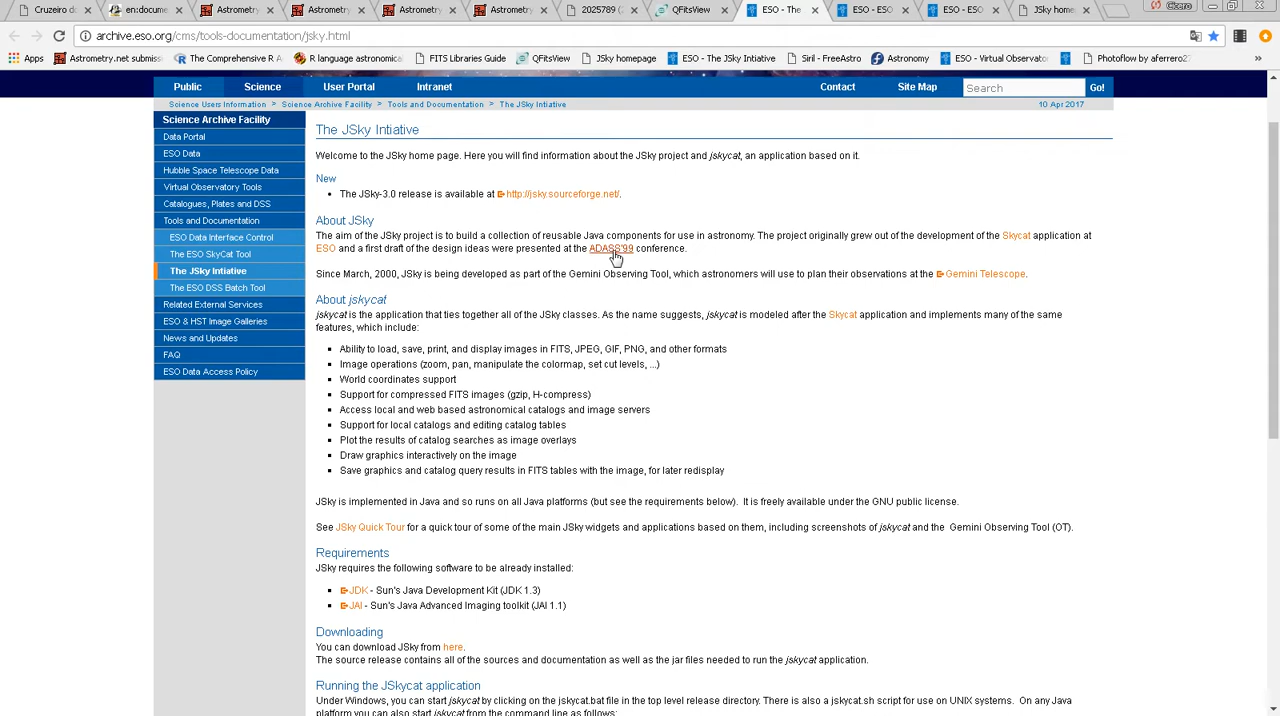 Cruzeiro do
en:docume
Astrometry
Astrometry
Astrometry
Astrometry
2025789 (
QFitsView
ESO - The
ESO - ESO
ESO - ESO
JSky home
Cicero
archive.eso.org/cms/tools-documentation/jsky.html
Apps
Astrometry.net submiss
The Comprehensive R A
R language astronomical
FITS Libraries Guide
QFitsView
JSky homepage
ESO - The JSky Intiative
Siril - FreeAstro
Astronomy
ESO - Virtual Observator
Photoflow by aferrero2
»
Public
Science
User Portal
Intranet
Contact
Site Map
Search
Go!
Science Users Information > Science Archive Facility > Tools and Documentation > The JSky Intiative
10 Apr 2017
Science Archive Facility
Data Portal
ESO Data
Hubble Space Telescope Data
Virtual Observatory Tools
Catalogues, Plates and DSS
Tools and Documentation
ESO Data Interface Control
The ESO SkyCat Tool
The JSky Intiative
The ESO DSS Batch Tool
Related External Services
ESO & HST Image Galleries
News and Updates
FAQ
ESO Data Access Policy
The JSky Intiative
Welcome to the JSky home page. Here you will find information about the JSky project and jskycat, an application based on it.
New
The JSky-3.0 release is available at http://jsky.sourceforge.net/.
About JSky
The aim of the JSky project is to build a collection of reusable Java components for use in astronomy. The project originally grew out of the development of the Skycat application at
ESO and a first draft of the design ideas were presented at the ADASS'99 conference.
Since March, 2000, JSky is being developed as part of the Gemini Observing Tool, which astronomers will use to plan their observations at the Gemini Telescope.
About jskycat
jskycat is the application that ties together all of the JSky classes. As the name suggests, jskycat is modeled after the Skycat application and implements many of the same
features, which include:
Ability to load, save, print, and display images in FITS, JPEG, GIF, PNG, and other formats
Image operations (zoom, pan, manipulate the colormap, set cut levels, ...)
World coordinates support
Support for compressed FITS images (gzip, H-compress)
Access local and web based astronomical catalogs and image servers
Support for local catalogs and editing catalog tables
Plot the results of catalog searches as image overlays
Draw graphics interactively on the image
Save graphics and catalog query results in FITS tables with the image, for later redisplay
JSky is implemented in Java and so runs on all Java platforms (but see the requirements below). It is freely available under the GNU public license.
See JSky Quick Tour for a quick tour of some of the main JSky widgets and applications based on them, including screenshots of jskycat and the Gemini Observing Tool (OT).
Requirements
JSky requires the following software to be already installed:
JDK - Sun's Java Development Kit (JDK 1.3)
JAI - Sun's Java Advanced Imaging toolkit (JAI 1.1)
Downloading
You can download JSky from here.
The source release contains all of the sources and documentation as well as the jar files needed to run the jskycat application.
Running the JSkycat application
Under Windows, you can start jskycat by clicking on the jskycat.bat file in the top level release directory. There is also a jskycat.sh script for use on UNIX systems. On any Java
platform you can also start jskycat from the command line as follows: